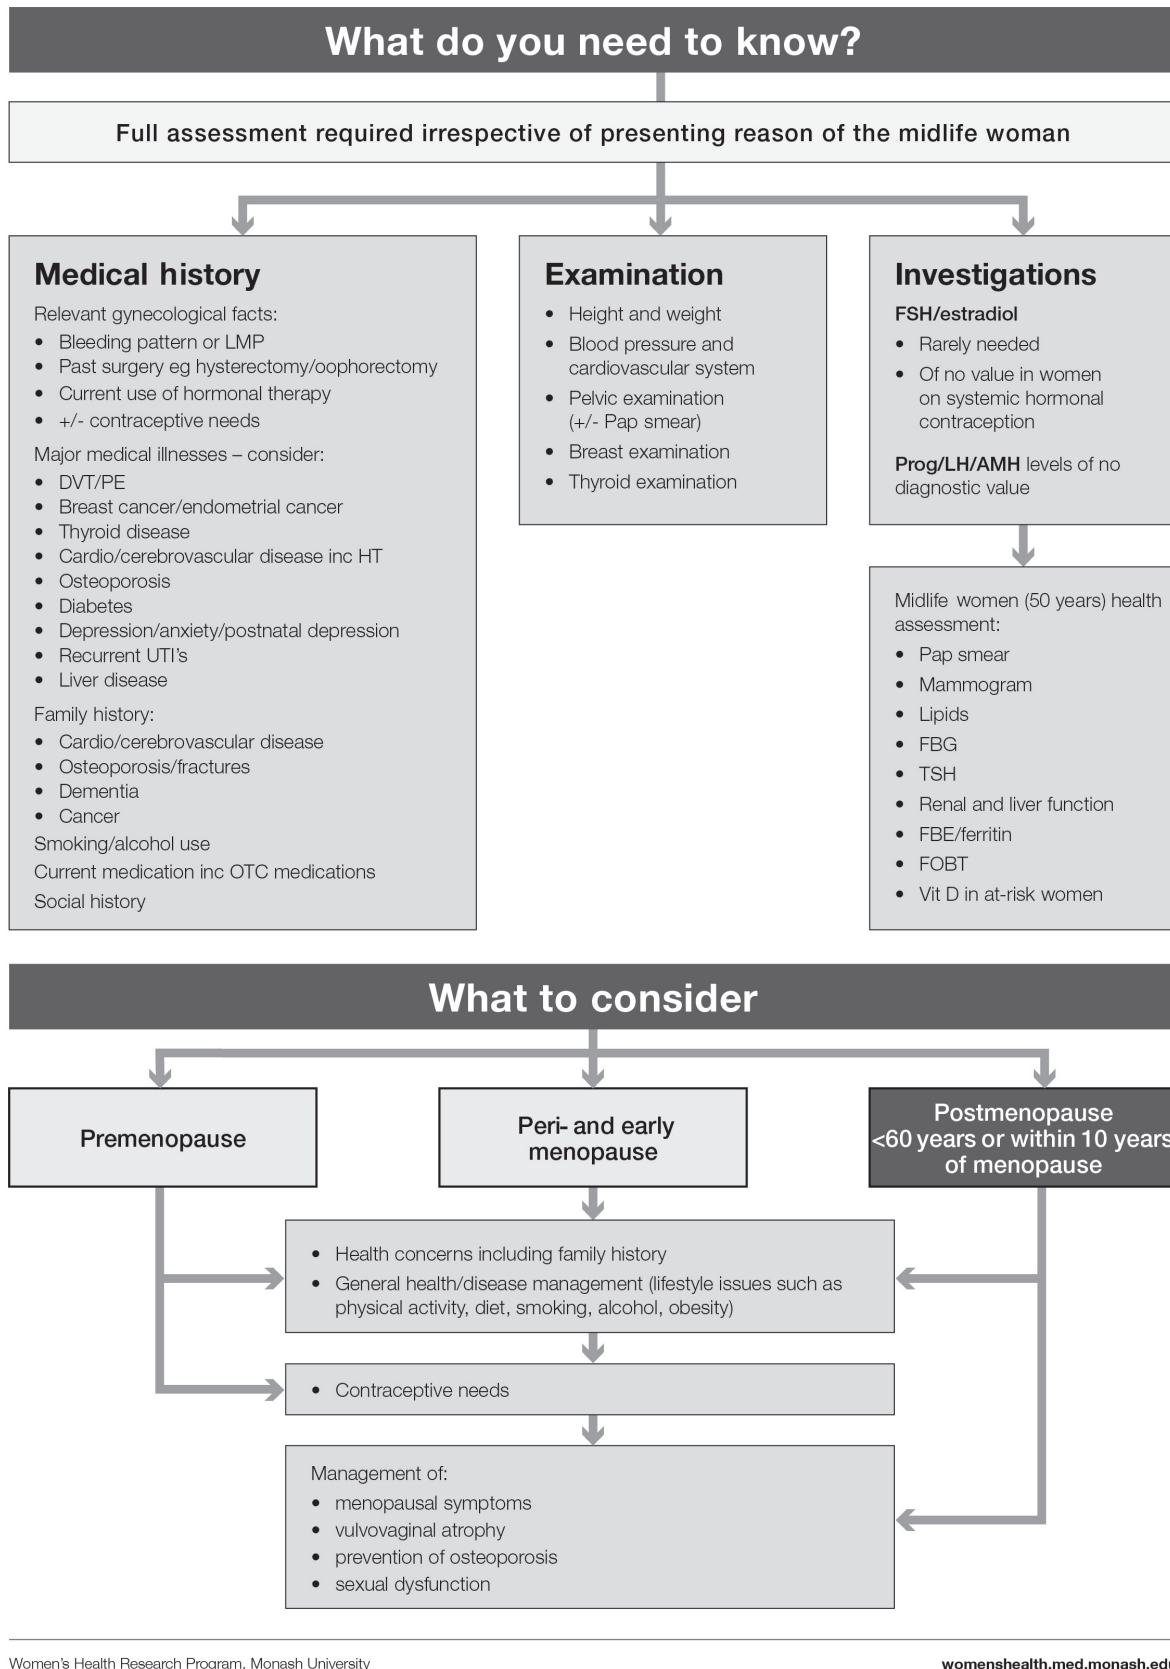 What do you need to know?
Full assessment required irrespective of presenting reason of the midlife woman
Medical history
Relevant gynecological facts:
• Bleeding pattern or LMP
• Past surgery eg hysterectomy/oophorectomy
• Current use of hormonal therapy
• +/- contraceptive needs
Major medical illnesses – consider:
• DVT/PE
• Breast cancer/endometrial cancer
• Thyroid disease
• Cardio/cerebrovascular disease inc HT
• Osteoporosis
• Diabetes
• Depression/anxiety/postnatal depression
• Recurrent UTI's
• Liver disease
Family history:
• Cardio/cerebrovascular disease
• Osteoporosis/fractures
• Dementia
• Cancer
Smoking/alcohol use
Current medication inc OTC medications
Social history
Examination
• Height and weight
• Blood pressure and
cardiovascular system
• Pelvic examination
(+/- Pap smear)
• Breast examination
• Thyroid examination
Investigations
FSH/estradiol
• Rarely needed
• Of no value in women
on systemic hormonal
contraception
Prog/LH/AMH levels of no
diagnostic value
Midlife women (50 years) health
assessment:
• Pap smear
• Mammogram
• Lipids
• FBG
• TSH
• Renal and liver function
• FBE/ferritin
• FOBT
• Vit D in at-risk women
What to consider
Premenopause
Peri- and early
menopause
Postmenopause
<60 years or within 10 years
of menopause
• Health concerns including family history
• General health/disease management (lifestyle issues such as
physical activity, diet, smoking, alcohol, obesity)
• Contraceptive needs
Management of:
• menopausal symptoms
• vulvovaginal atrophy
• prevention of osteoporosis
• sexual dysfunction
Women's Health Research Program, Monash University
womenshealth.med.monash.edu